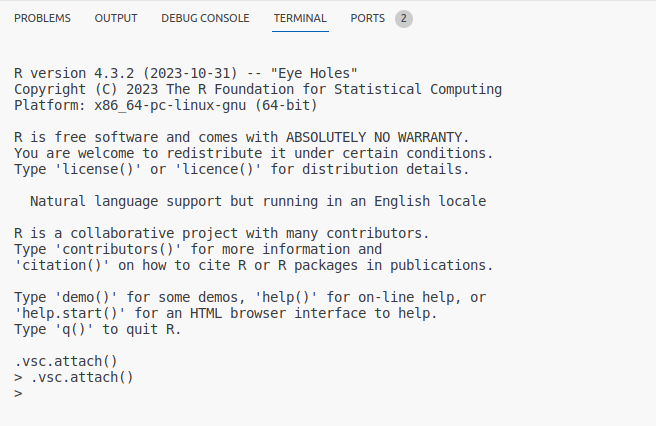 PROBLEMS OUTPUT DEBUG CONSOLE TERMINAL PORTS 2
R version 4.3.2 (2023-10-31) -- "Eye Holes"
Copyright (C) 2023 The R Foundation for Statistical Computing
Platform: x86_64-pc-linux-gnu (64-bit)
R is free software and comes with ABSOLUTELY NO WARRANTY.
You are welcome to redistribute it under certain conditions.
Type 'license()' or 'licence()' for distribution details.
Natural language support but running in an English locale
R is a collaborative project with many contributors.
Type 'contributors()' for more information and
'citation()' on how to cite R or R packages in publications.
Type 'demo()' for some demos, 'help()' for on-line help, or
'help.start()' for an HTML browser interface to help.
Type 'q()' to quit R.
.vsc.attach()
> .vsc.attach()
>